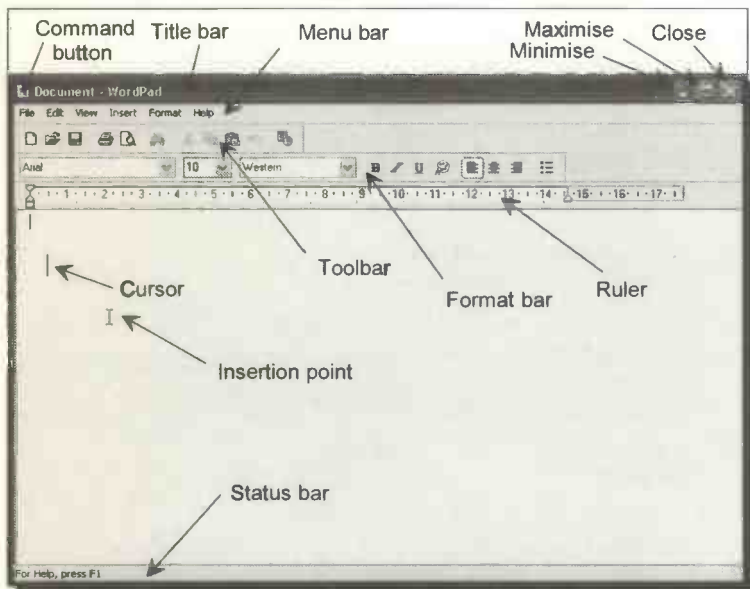 Command button
Title bar
Menu bar
Maximise
Minimise
Close
Document - WordPad
File Edit View Insert Format Help
Arial 10 Western B U
1 2 3 4 5 6 7 8 9 10 11 12 13 14 15 16 17
Toolbar
Cursor
Format bar
Ruler
Insertion point
Status bar
For Help, press F1